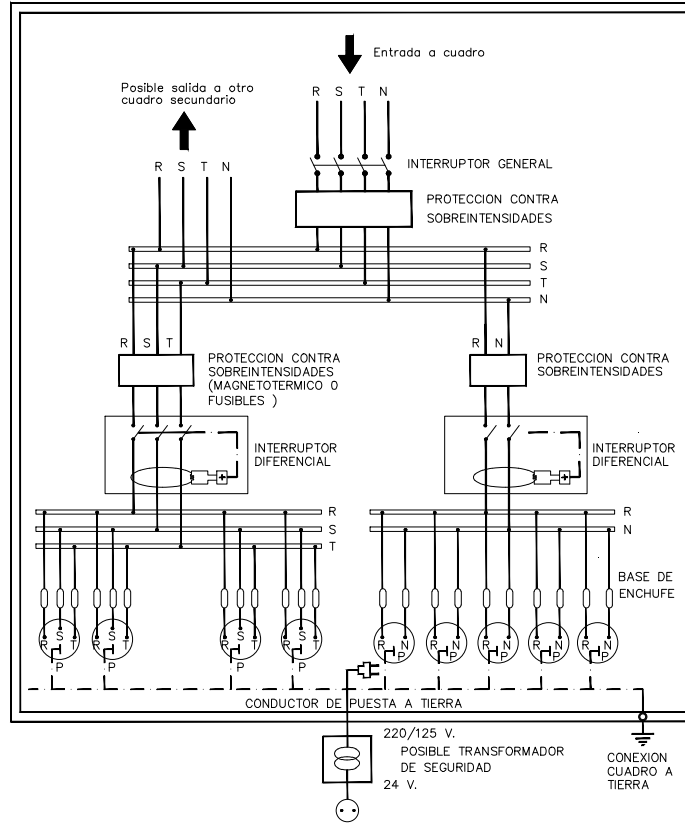 Entrada a cuadro
Posible salida a otro
cuadro secundario
R S T N
R S T N
INTERRUPTOR GENERAL
PROTECCION CONTRA
SOBREINTENSIDADES
R
S
T
N
R S T
R N
PROTECCION CONTRA
SOBREINTENSIDADES
(MAGNETOTERMICO O
FUSIBLES )
PROTECCION CONTRA
SOBREINTENSIDADES
INTERRUPTOR
DIFERENCIAL
INTERRUPTOR
DIFERENCIAL
R
S
T
R
N
BASE DE
ENCHUFE
R S T
P
R S T
P
R S T
P
R S T
P
R N
P
R N
P
R N
P
R N
P
R N
P
CONDUCTOR DE PUESTA A TIERRA
220/125 V.
POSIBLE TRANSFORMADOR
DE SEGURIDAD
24 V.
CONEXION
CUADRO A
TIERRA